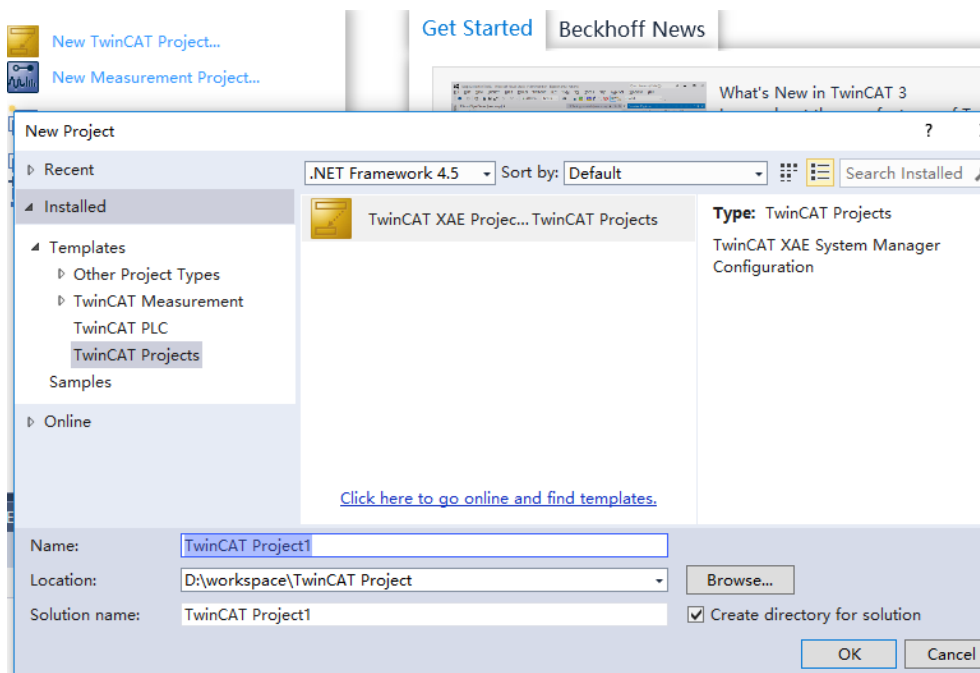 New TwinCAT Project...
New Measurement Project...
Get Started
Beckhoff News
What's New in TwinCAT 3
New Project
?
Recent
.NET Framework 4.5
Sort by:
Default
Search Installed
Installed
TwinCAT XAE Projec...
TwinCAT Projects
Type: TwinCAT Projects
TwinCAT XAE System Manager
Configuration
Templates
Other Project Types
TwinCAT Measurement
TwinCAT PLC
TwinCAT Projects
Samples
Online
Click here to go online and find templates.
Name:
TwinCAT Project1
Location:
D:\workspace\TwinCAT Project
Browse...
Solution name:
TwinCAT Project1
Create directory for solution
OK
Cancel